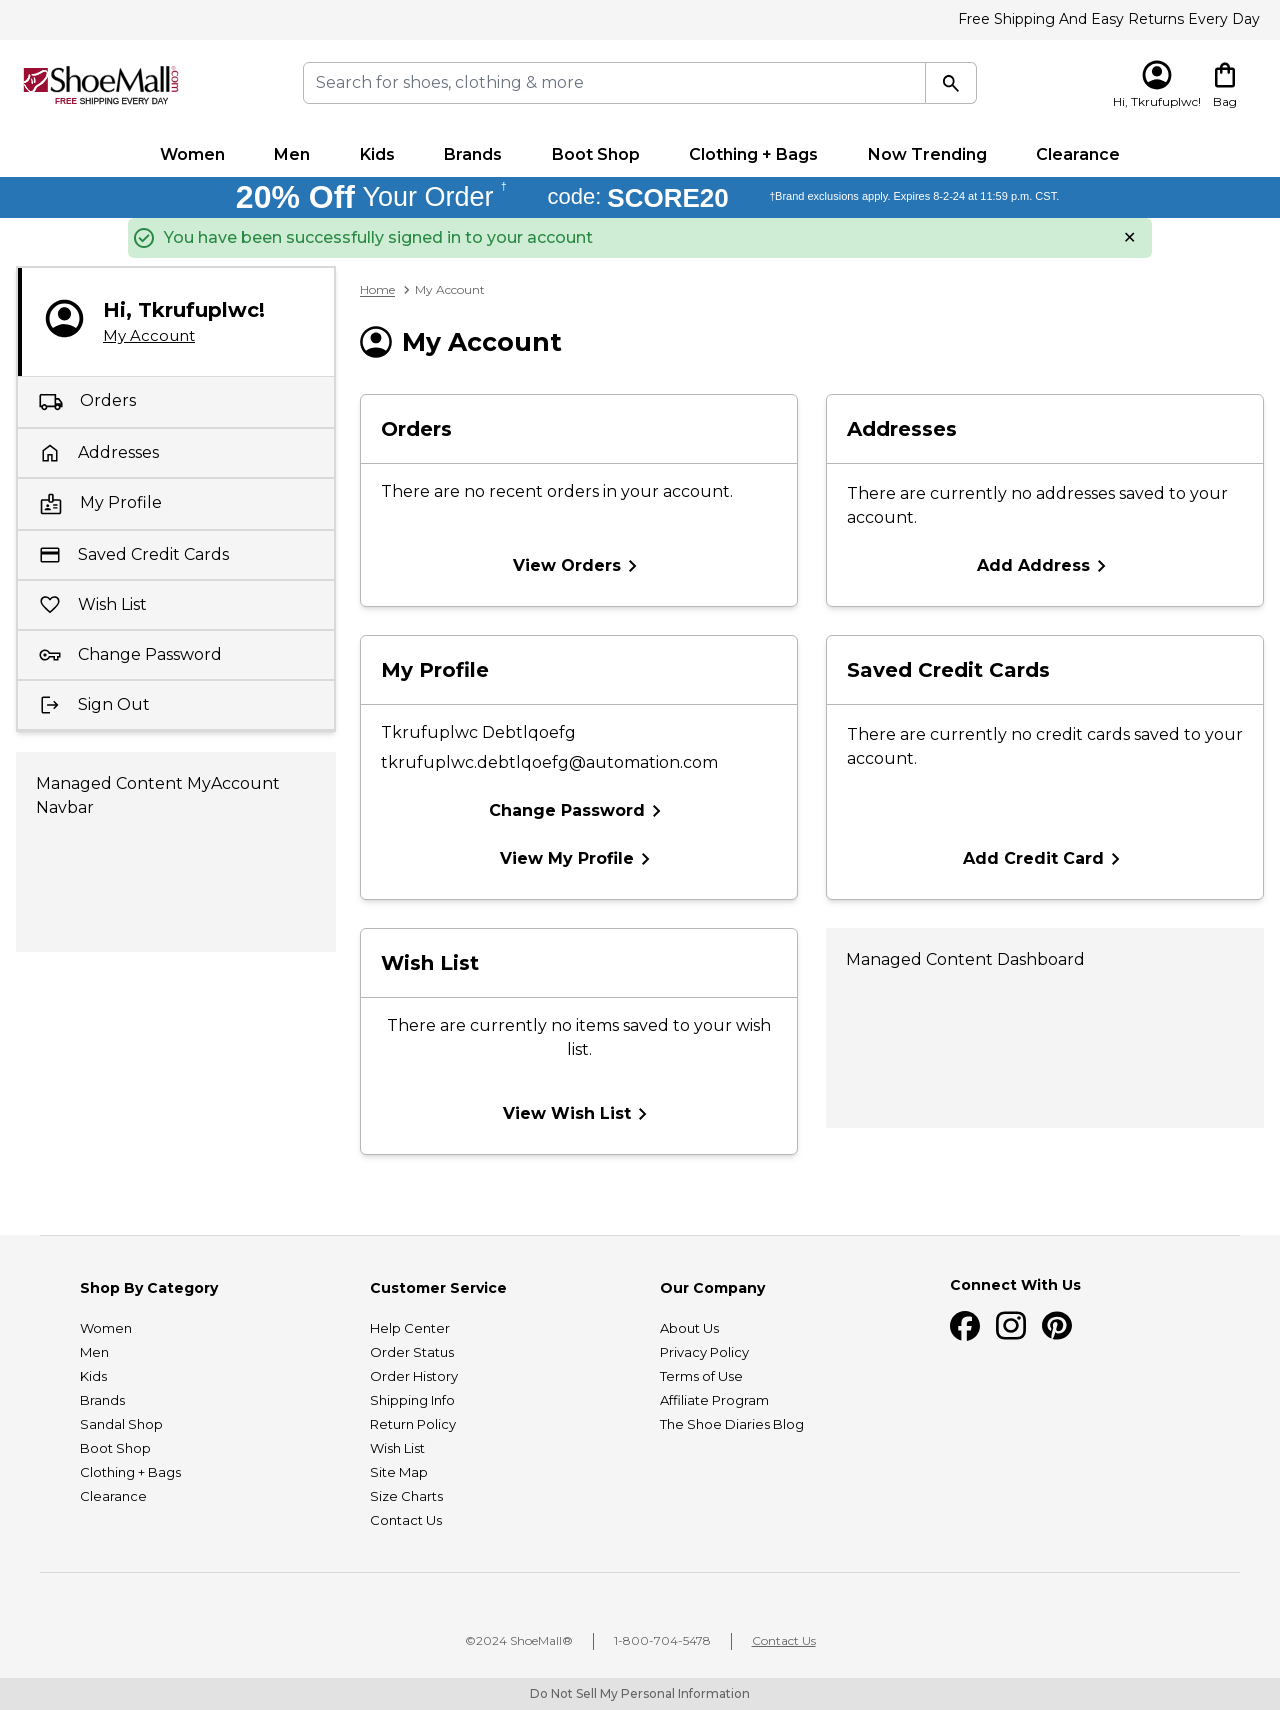 Free Shipping And Easy Returns Every Day
ShoeMall®.com
FREE SHIPPING EVERY DAY
Search for shoes, clothing & more
Hi, Tkrufuplwc!
Bag
Women
Men
Kids
Brands
Boot Shop
Clothing + Bags
Now Trending
Clearance
20% Off Your Order †
code: SCORE20
†Brand exclusions apply. Expires 8-2-24 at 11:59 p.m. CST.
You have been successfully signed in to your account
Hi, Tkrufuplwc!
My Account
Orders
Addresses
My Profile
Saved Credit Cards
Wish List
Change Password
Sign Out
Managed Content MyAccount
Navbar
Home
My Account
My Account
Orders
There are no recent orders in your account.
View Orders
Addresses
There are currently no addresses saved to your
account.
Add Address
My Profile
Tkrufuplwc Debtlqoefg
tkrufuplwc.debtlqoefg@automation.com
Change Password
View My Profile
Saved Credit Cards
There are currently no credit cards saved to your
account.
Add Credit Card
Wish List
There are currently no items saved to your wish
list.
View Wish List
Managed Content Dashboard
Shop By Category
Women
Men
Kids
Brands
Sandal Shop
Boot Shop
Clothing + Bags
Clearance
Customer Service
Help Center
Order Status
Order History
Shipping Info
Return Policy
Wish List
Site Map
Size Charts
Contact Us
Our Company
About Us
Privacy Policy
Terms of Use
Affiliate Program
The Shoe Diaries Blog
Connect With Us
©2024 ShoeMall®
1-800-704-5478
Contact Us
Do Not Sell My Personal Information